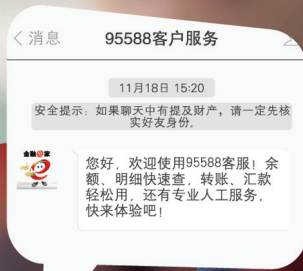 消息
95588客户服务
11月18日 15:20
安全提示：如果聊天中有提及财产，请一定先核
实好友身份。
金融e家
您好，欢迎使用95588客服！余
额、明细快速查，转账、汇款
轻松用，还有专业人工服务，
快来体验吧！